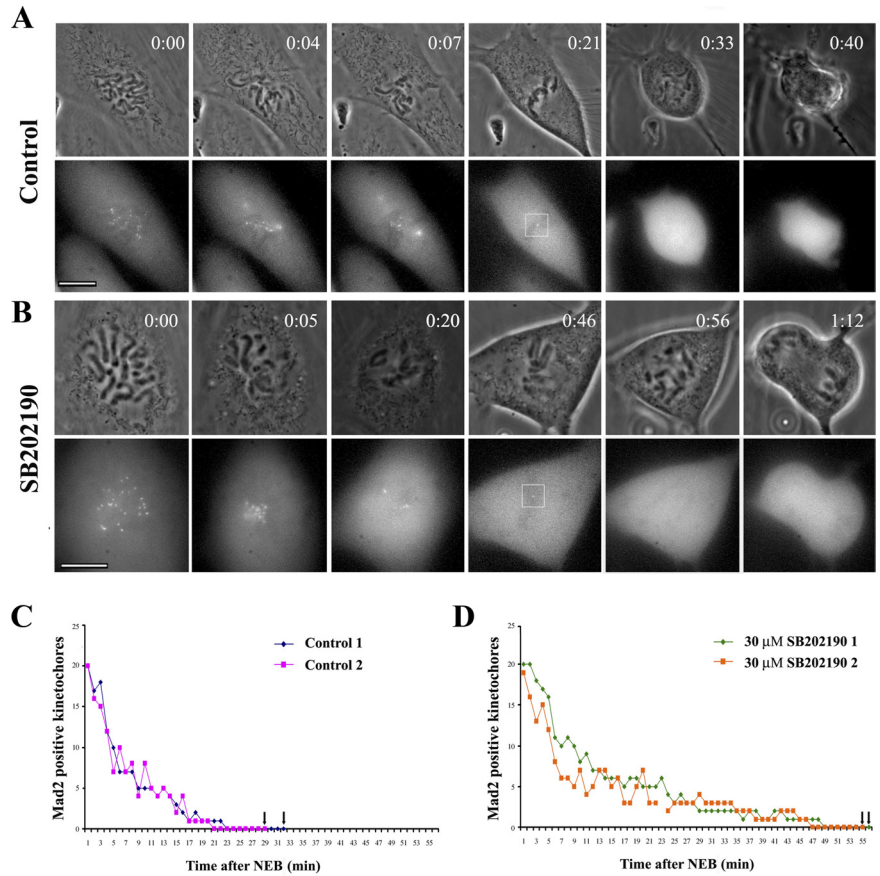 A
0:00 0:04 0:07 0:21 0:33 0:40
Control
B
0:00 0:05 0:20 0:46 0:56 1:12
SB202190
C
Mad2 positive kinetochores
25
20
15
10
5
0
Control 1
Control 2
1 3 5 7 9 11 13 15 17 19 21 23 25 27 29 31 33 35 37 39 41 43 45 47 49 51 53 55
Time after NEB (min)
D
Mad2 positive kinetochores
25
20
15
10
5
0
30 µM SB202190 1
30 µM SB202190 2
1 3 5 7 9 11 13 15 17 19 21 23 25 27 29 31 33 35 37 39 41 43 45 47 49 51 53 55
Time after NEB (min)